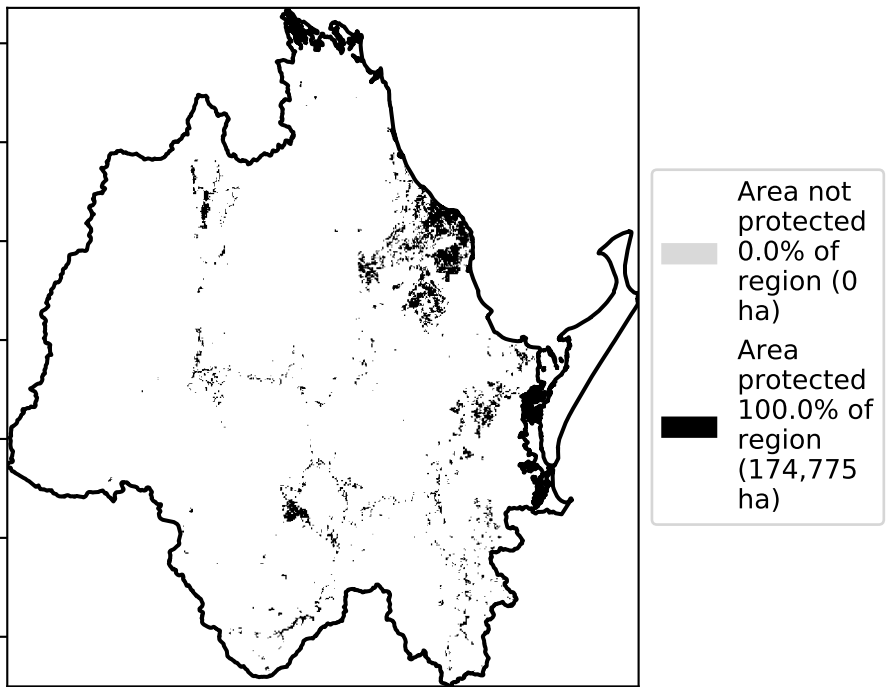 Area not
protected
0.0% of
region (0
ha)
Area
protected
100.0% of
region
(174,775
ha)